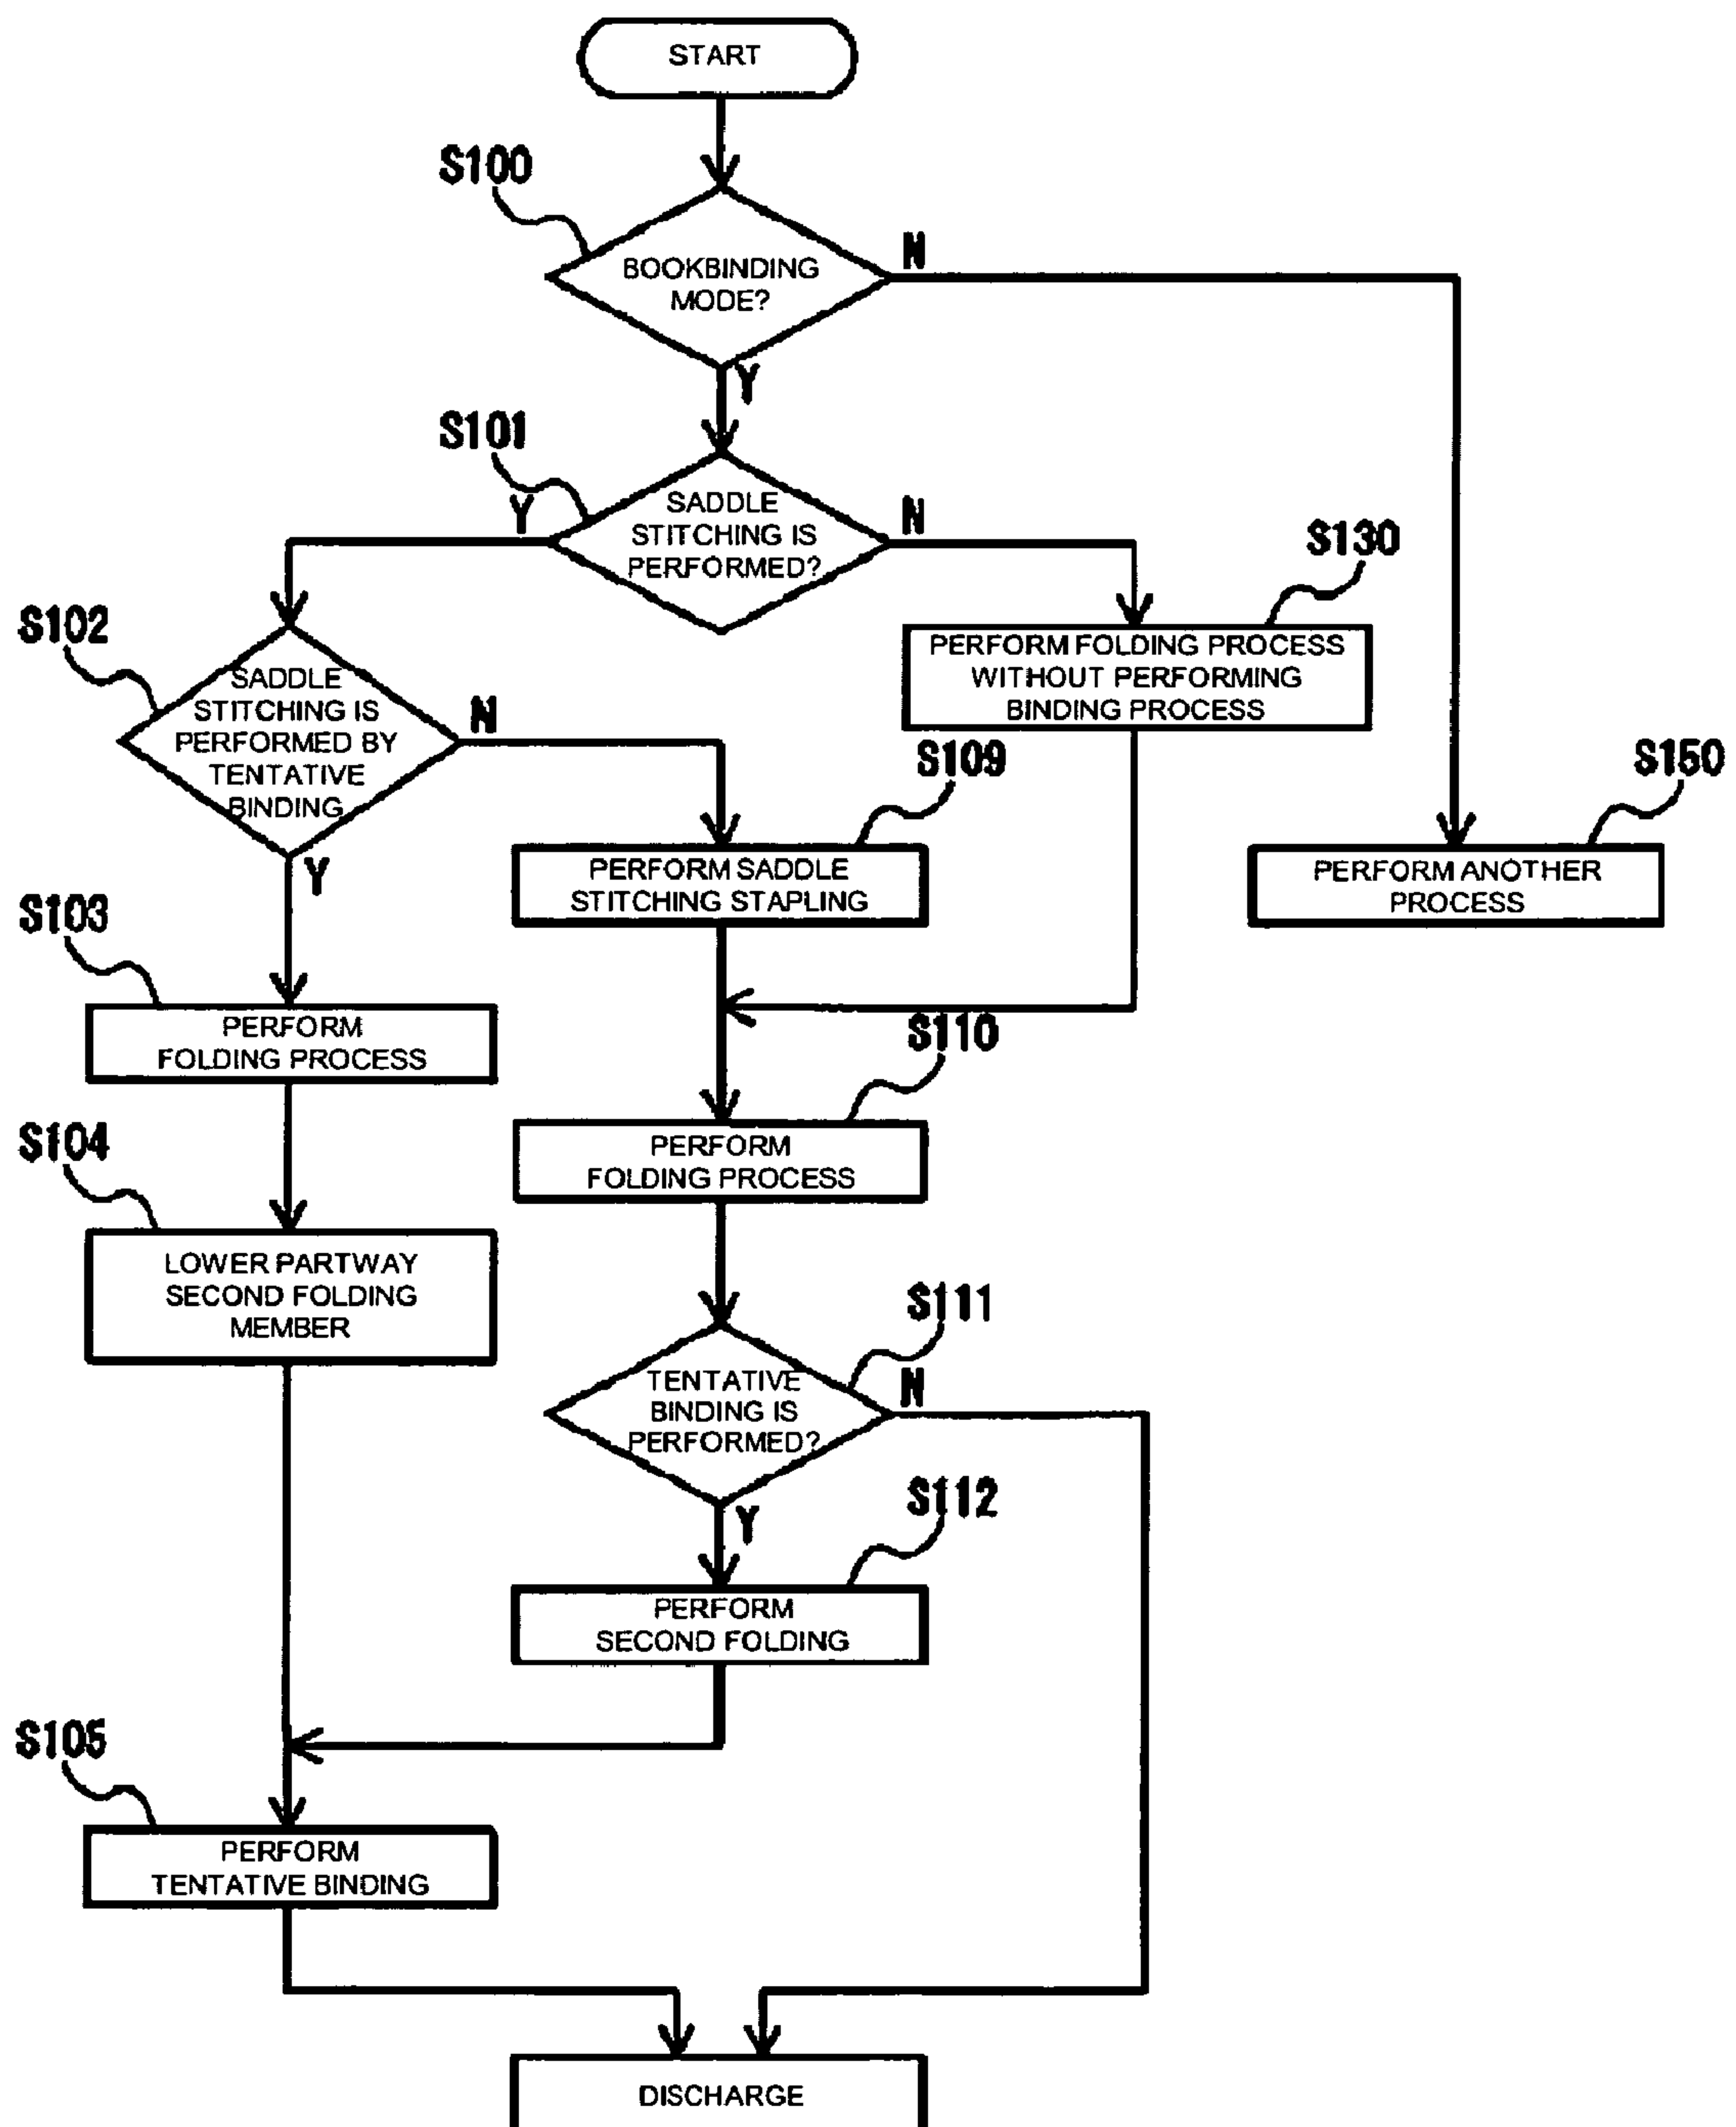 START
S100
BOOKBINDING
MODE?
N
Y
S101
SADDLE
STITCHING IS
PERFORMED?
Y
N
S130
PERFORM FOLDING PROCESS
WITHOUT PERFORMING
BINDING PROCESS
S102
SADDLE
STITCHING IS
PERFORMED BY
TENTATIVE
BINDING
N
Y
S109
PERFORM SADDLE
STITCHING STAPLING
S150
PERFORM ANOTHER
PROCESS
S103
PERFORM
FOLDING PROCESS
S110
PERFORM
FOLDING PROCESS
S104
LOWER PARTWAY
SECOND FOLDING
MEMBER
S111
TENTATIVE
BINDING IS
PERFORMED?
N
Y
S112
PERFORM
SECOND FOLDING
S105
PERFORM
TENTATIVE BINDING
DISCHARGE